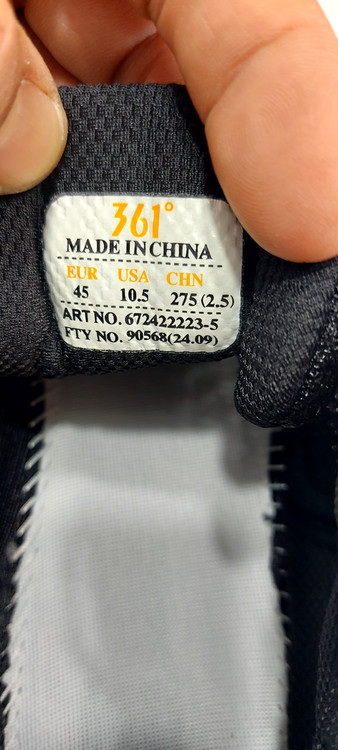 361°
MADE IN CHINA
EUR USA CHN
45 10.5 275 (2.5)
ART NO. 672422223-5
FTY NO. 90568(24.09)